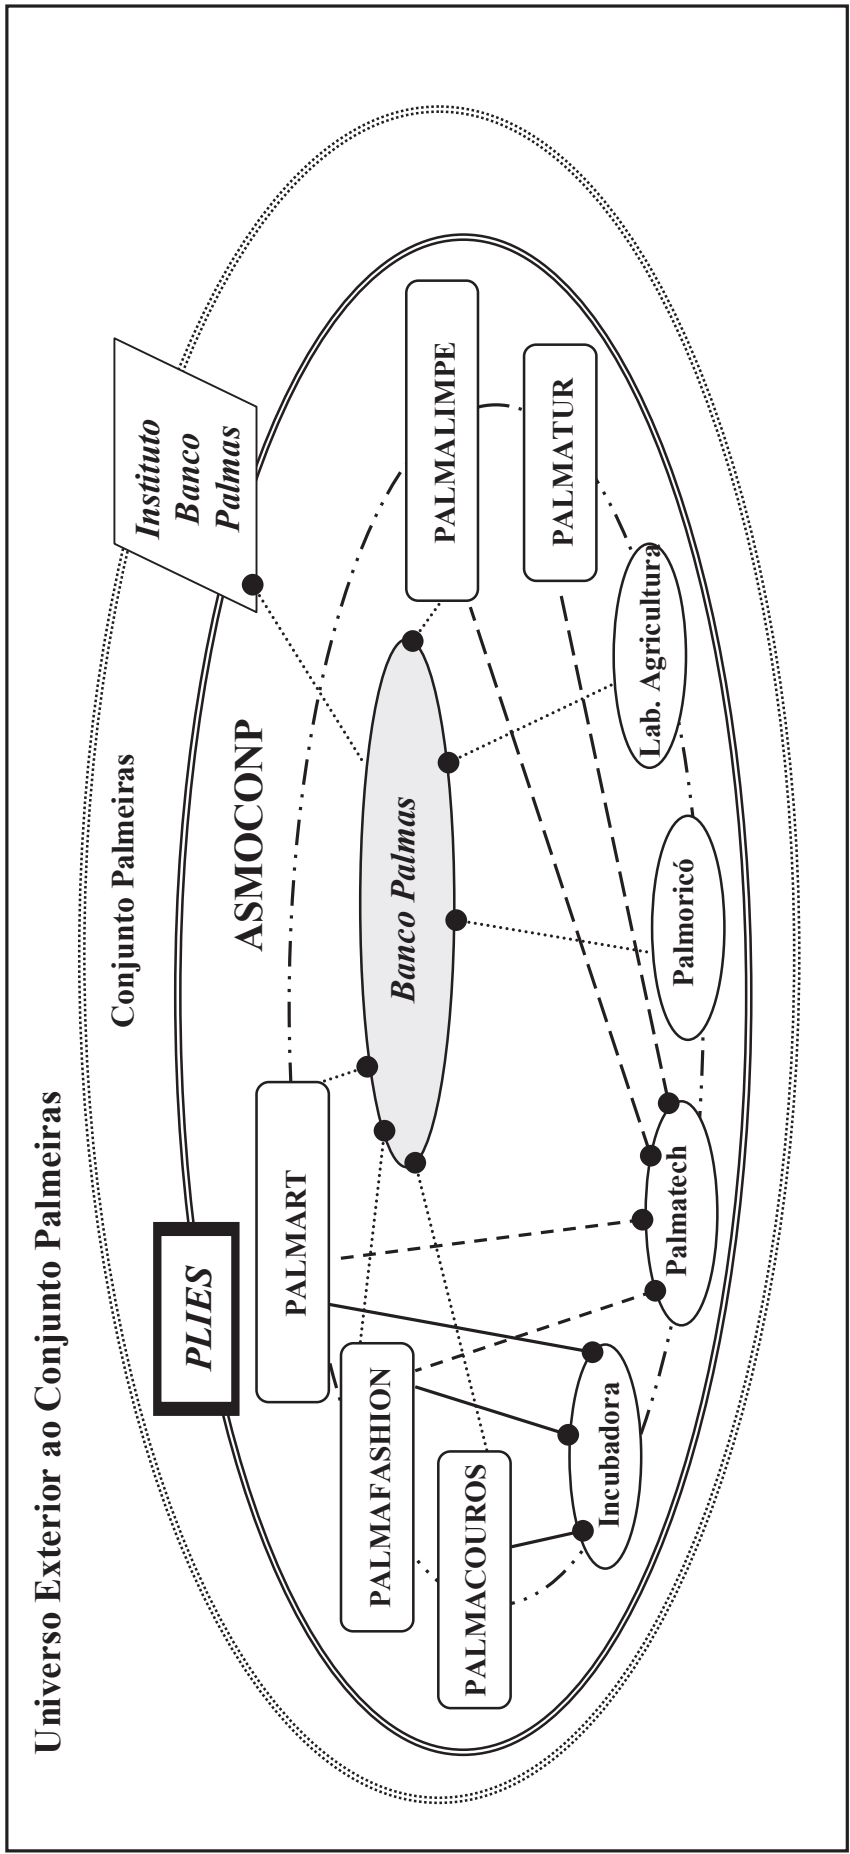 Universo Exterior ao Conjunto Palmeiras
Conjunto Palmeiras
Instituto
Banco
Palmas
PLIES
ASMOCONP
PALMART
Banco Palmas
PALMALIMPE
PALMAFASHION
PALMATUR
PALMACOUROS
Lab. Agricultura
Palmoricó
Palmatech
Incubadora